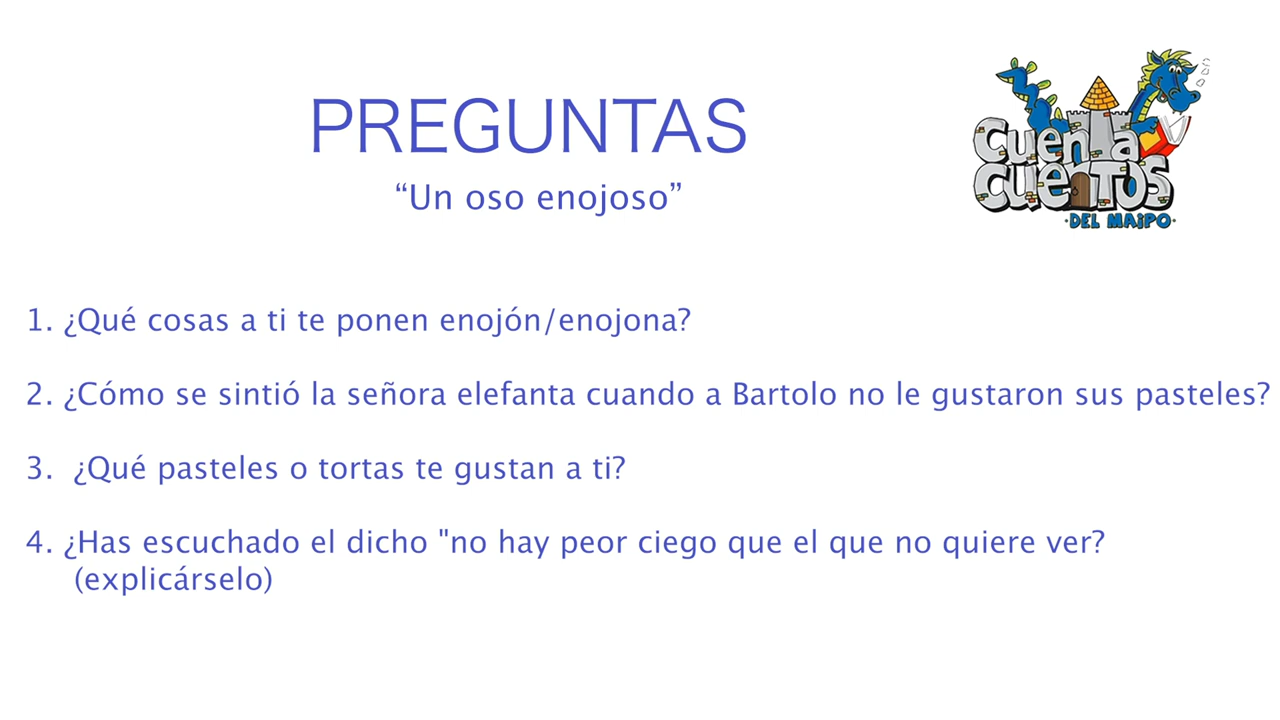 PREGUNTAS
“Un oso enojoso”
Cuenta
Cuentos
·DEL MAiPO·
1. ¿Qué cosas a ti te ponen enojón/enojona?
2. ¿Cómo se sintió la señora elefanta cuando a Bartolo no le gustaron sus pasteles?
3.  ¿Qué pasteles o tortas te gustan a ti?
4. ¿Has escuchado el dicho "no hay peor ciego que el que no quiere ver?
(explicárselo)